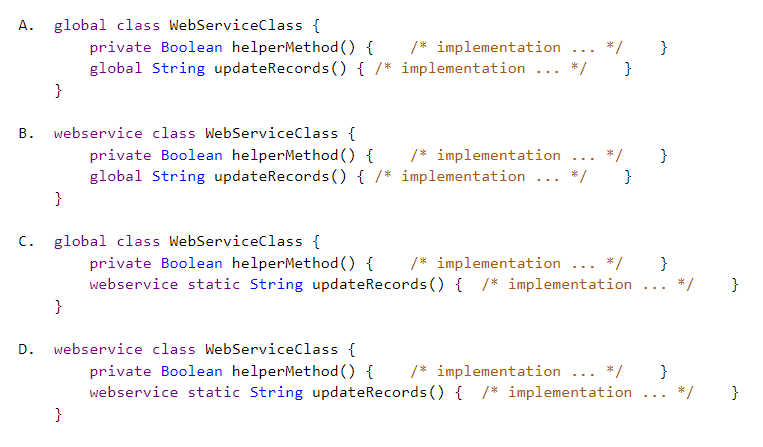 A. global class WebServiceClass {
private Boolean helperMethod() { /* implementation ... */ }
global String updateRecords() { /* implementation ... */ }
}
B. webservice class WebServiceClass {
private Boolean helperMethod() { /* implementation ... */ }
global String updateRecords() { /* implementation ... */ }
}
C. global class WebServiceClass {
private Boolean helperMethod() { /* implementation ... */ }
webservice static String updateRecords() { /* implementation ... */ }
}
D. webservice class WebServiceClass {
private Boolean helperMethod() { /* implementation ... */ }
webservice static String updateRecords() { /* implementation ... */ }
}